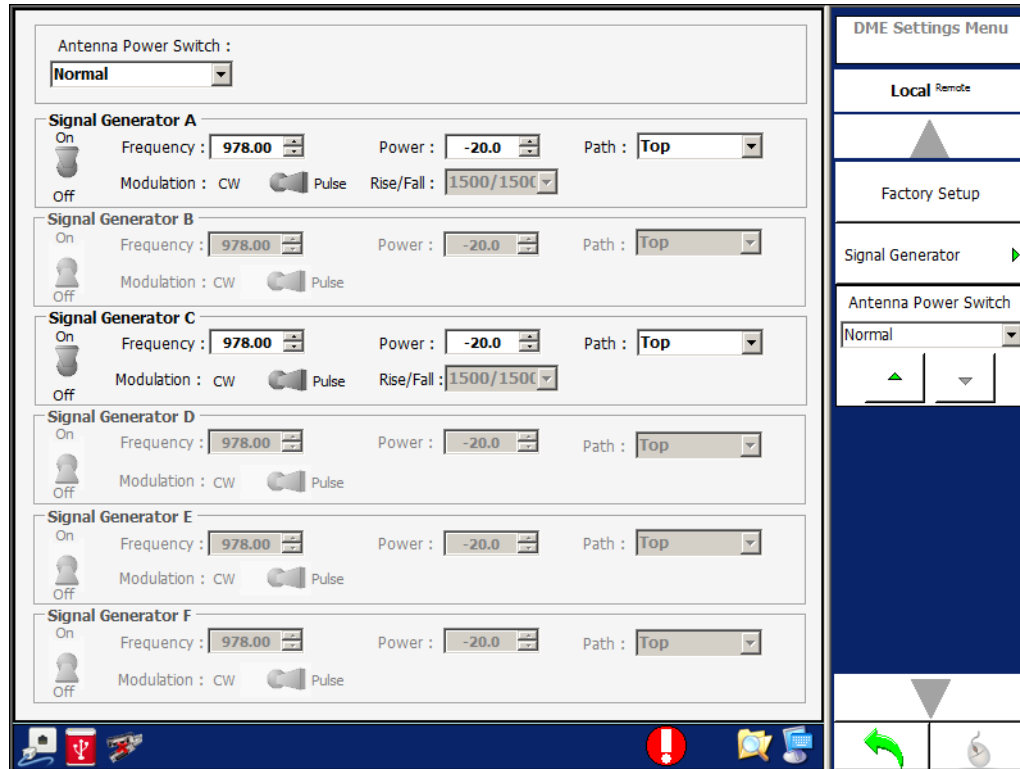 Antenna Power Switch :
Normal
Signal Generator A
On
Frequency : 978.00 Power : -20.0 Path : Top
Modulation : CW Pulse Rise/Fall : 1500/1500
Off
Signal Generator B
On
Frequency : 978.00 Power : -20.0 Path : Top
Modulation : CW Pulse
Off
Signal Generator C
On
Frequency : 978.00 Power : -20.0 Path : Top
Modulation : CW Pulse Rise/Fall : 1500/1500
Off
Signal Generator D
On
Frequency : 978.00 Power : -20.0 Path : Top
Modulation : CW Pulse
Off
Signal Generator E
On
Frequency : 978.00 Power : -20.0 Path : Top
Modulation : CW Pulse
Off
Signal Generator F
On
Frequency : 978.00 Power : -20.0 Path : Top
Modulation : CW Pulse
Off
DME Settings Menu
Local Remote
Factory Setup
Signal Generator
Antenna Power Switch
Normal